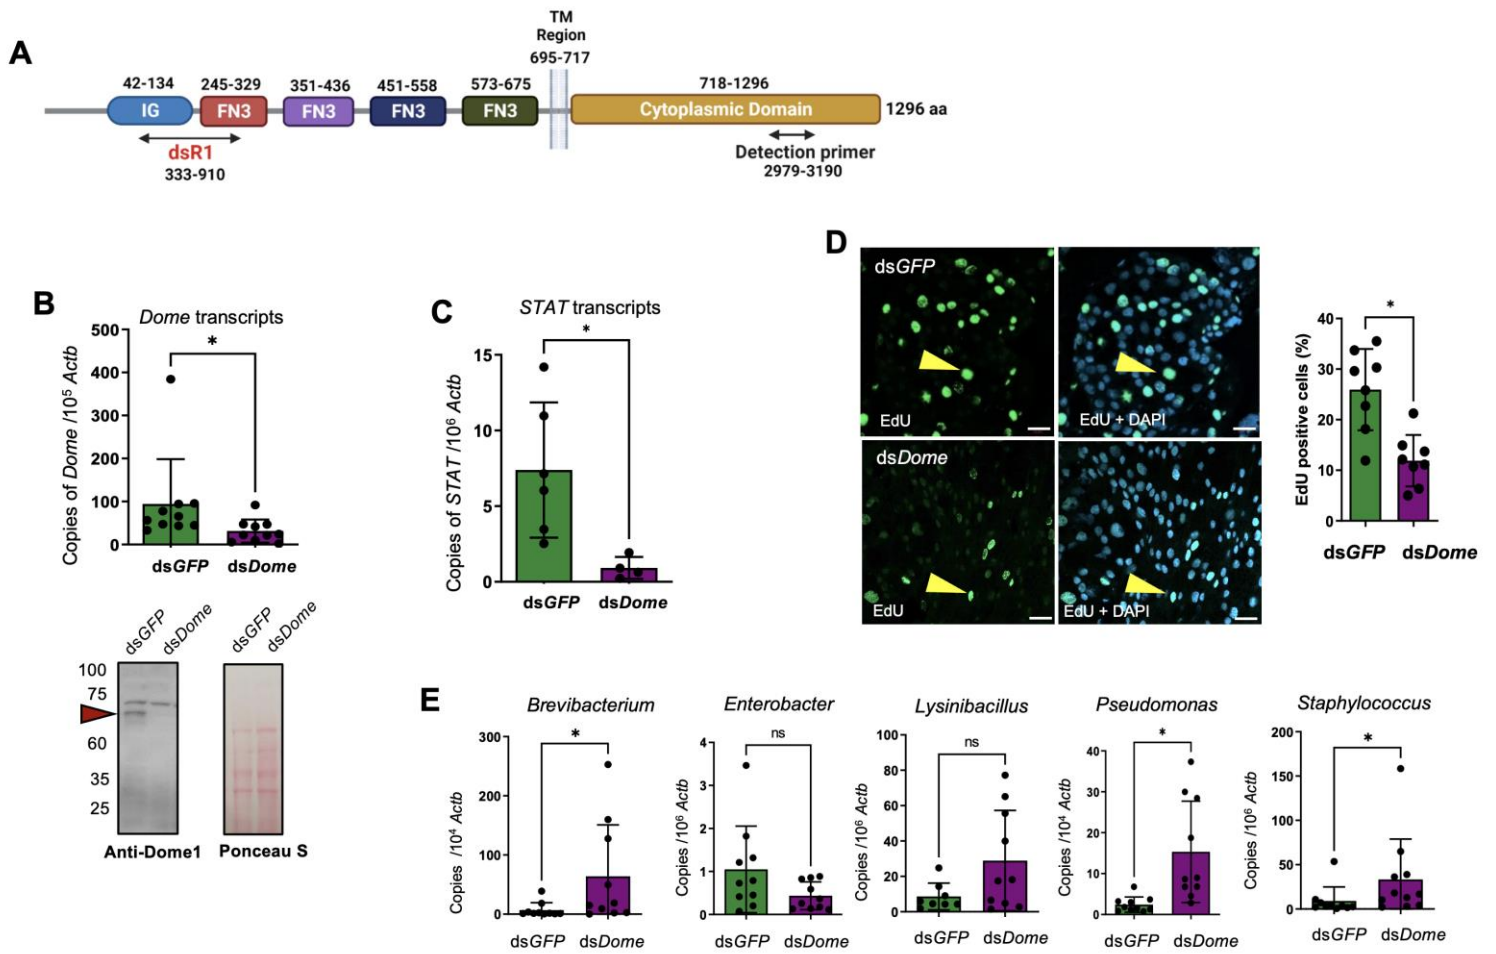 A
TM
Region
695-717
42-134 245-329 351-436 451-558 573-675 718-1296
IG FN3 FN3 FN3 FN3 Cytoplasmic Domain 1296 aa
dsR1
333-910
Detection primer
2979-3190
B
Dome transcripts
*
Copies of Dome /10⁵ Actb
500
400
300
200
100
0
dsGFP dsDome
dsGFP dsDome dsGFP dsDome
100
75
60
35
25
Anti-Dome1 Ponceau S
C
STAT transcripts
*
Copies of STAT /10⁶ Actb
15
10
5
0
dsGFP dsDome
D
dsGFP
EdU EdU + DAPI
dsDome
EdU EdU + DAPI
*
EdU positive cells (%)
40
30
20
10
0
dsGFP dsDome
E
Brevibacterium
*
Copies /10⁴ Actb
300
200
100
0
dsGFP dsDome
Enterobacter
ns
Copies /10⁶ Actb
4
3
2
1
0
dsGFP dsDome
Lysinibacillus
ns
Copies /10⁶ Actb
100
80
60
40
20
0
dsGFP dsDome
Pseudomonas
*
Copies /10⁴ Actb
40
30
20
10
0
dsGFP dsDome
Staphylococcus
*
Copies /10⁶ Actb
200
150
100
50
0
dsGFP dsDome